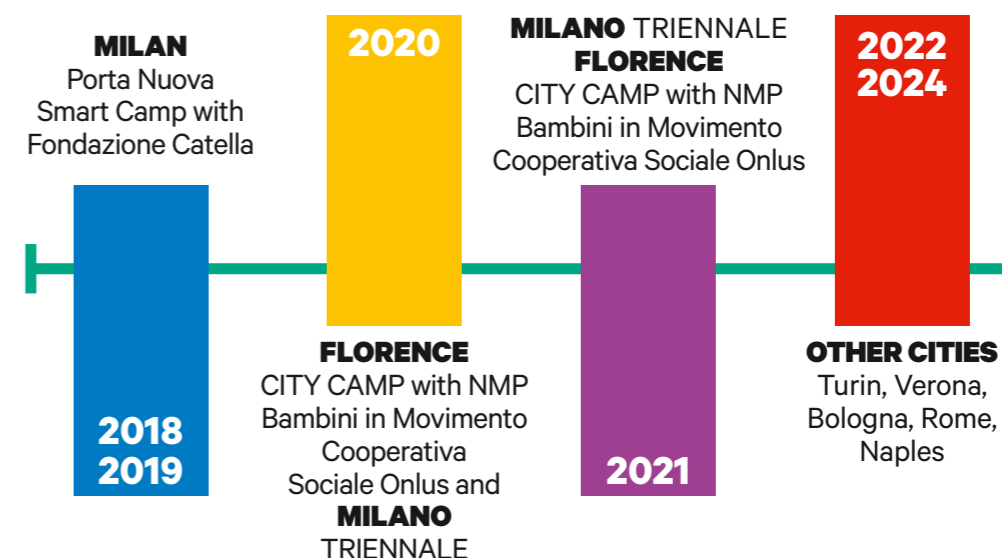 MILAN
Porta Nuova
Smart Camp with
Fondazione Catella
2018
2019
2020
FLORENCE
CITY CAMP with NMP
Bambini in Movimento
Cooperativa
Sociale Onlus and
MILANO
TRIENNALE
MILANO TRIENNALE
FLORENCE
CITY CAMP with NMP
Bambini in Movimento
Cooperativa Sociale Onlus
2021
2022
2024
OTHER CITIES
Turin, Verona,
Bologna, Rome,
Naples